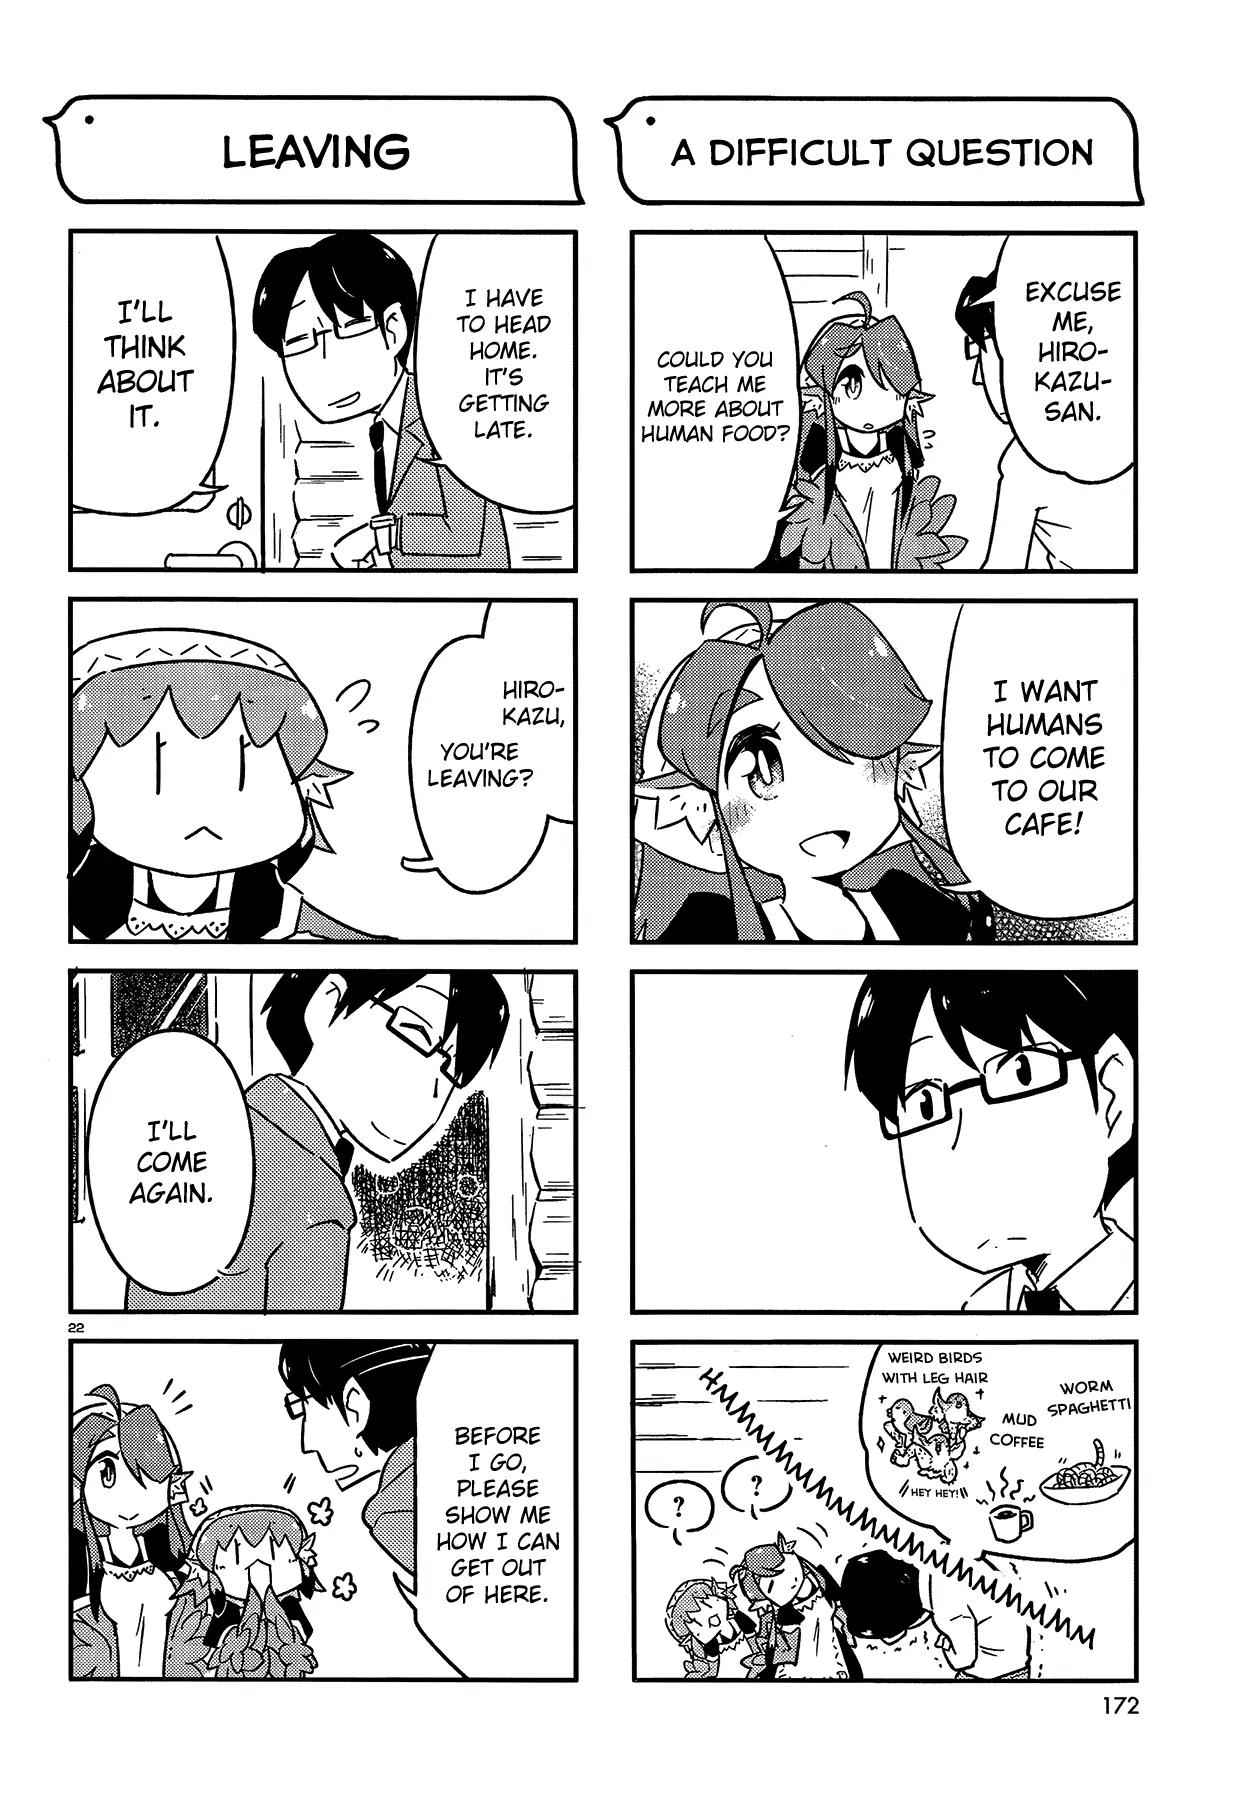 A DIFFICULT QUESTION
EXCUSE
ME,
HIRO-
KAZU-
SAN.
COULD YOU
TEACH ME
MORE ABOUT
HUMAN FOOD?
I WANT
HUMANS
TO COME
TO OUR
CAFE!
WEIRD BIRDS
WITH LEG HAIR
HEY HEY!!
MUD
COFFEE
WORM
SPAGHETTI
HMMMMMMMMMMMMMMMMMMMM
?
?
LEAVING
I HAVE
TO HEAD
HOME.
IT'S
GETTING
LATE.
I'LL
THINK
ABOUT
IT.
HIRO-
KAZU,
YOU'RE
LEAVING?
I'LL
COME
AGAIN.
22
BEFORE
I GO,
PLEASE
SHOW ME
HOW I CAN
GET OUT
OF HERE.
172